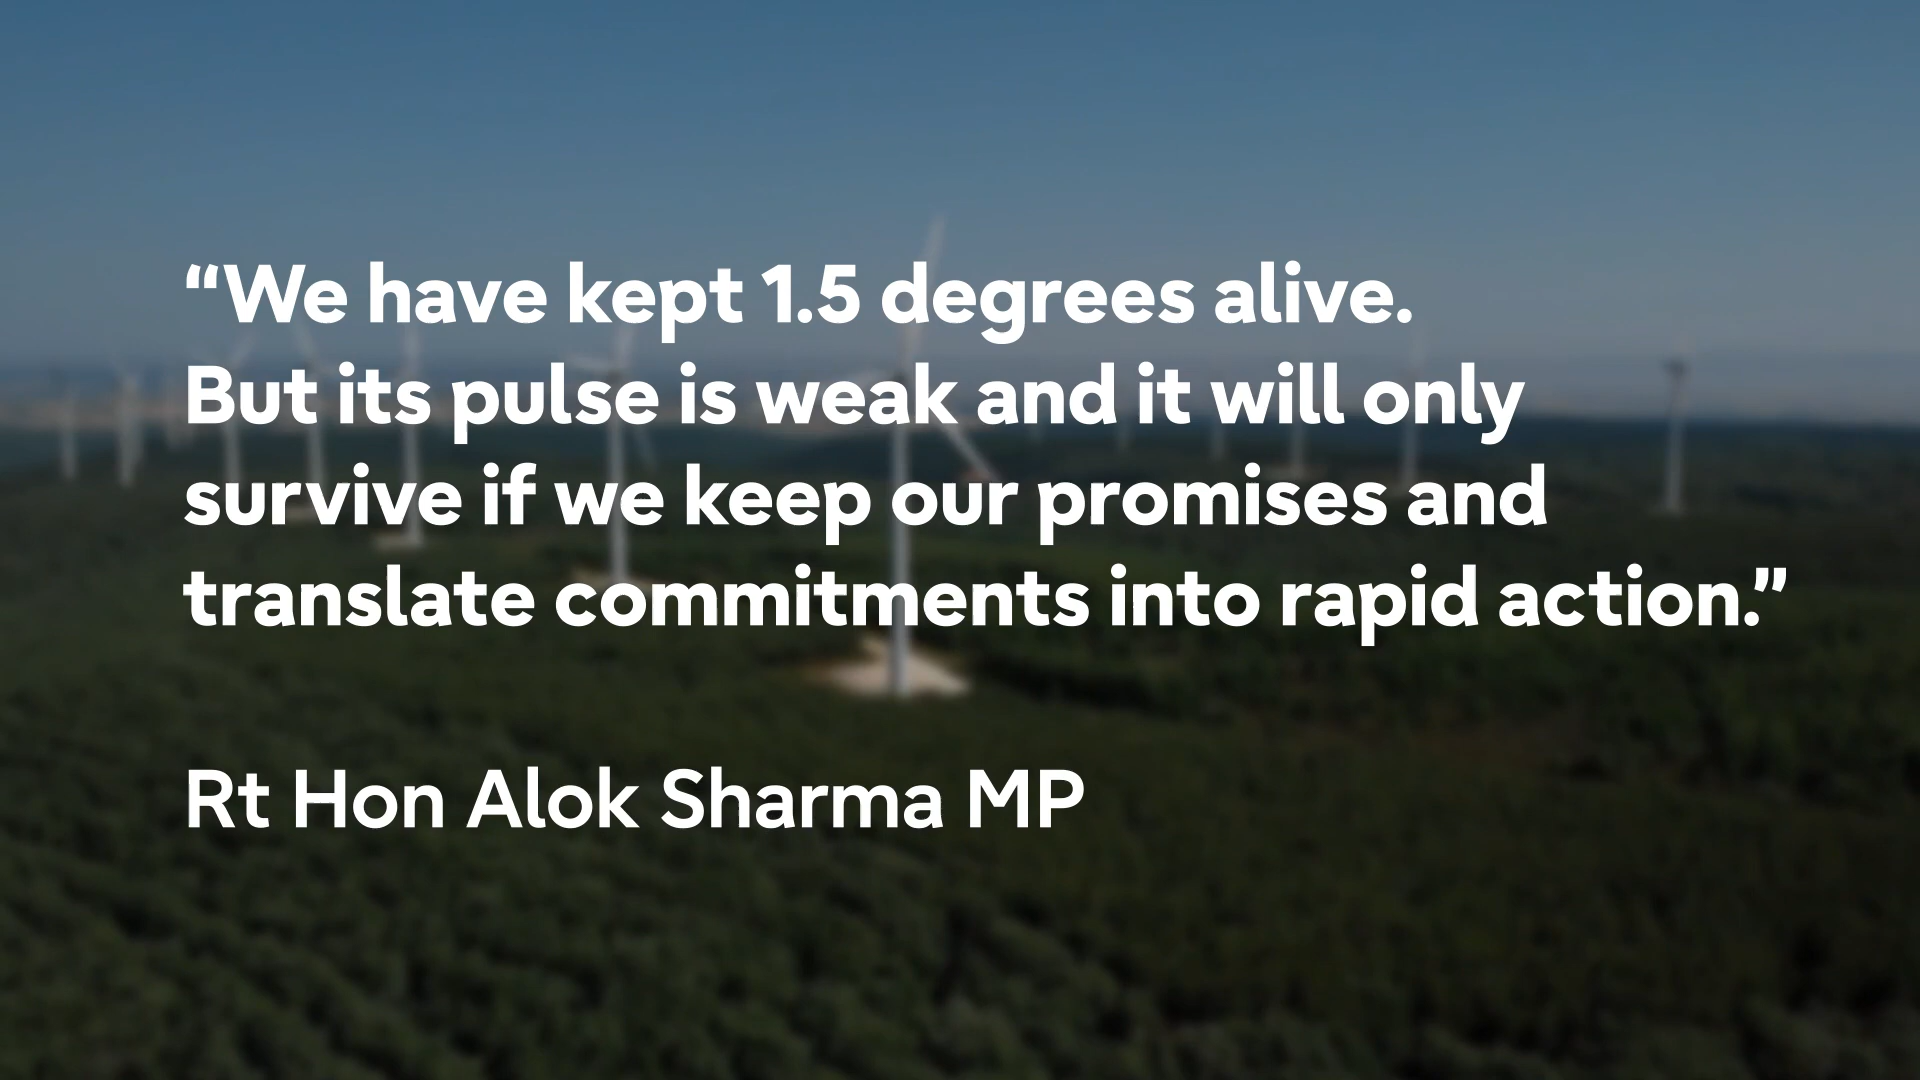 “We have kept 1.5 degrees alive.
But its pulse is weak and it will only
survive if we keep our promises and
translate commitments into rapid action.”
Rt Hon Alok Sharma MP